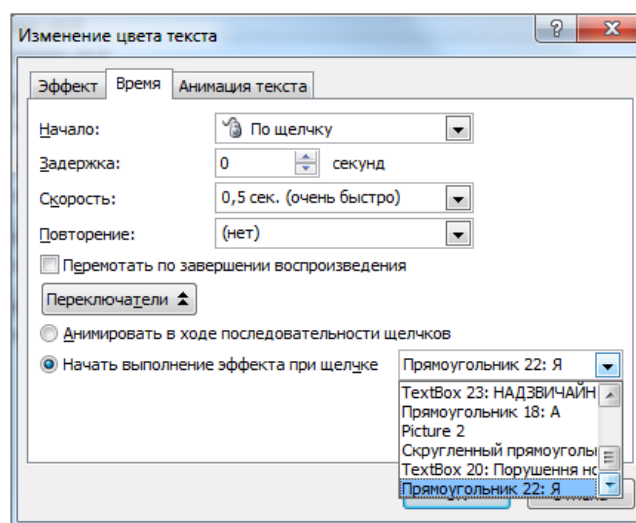 Изменение цвета текста
Эффект Время Анимация текста
Начало: По щелчку
Задержка: 0 секунд
Скорость: 0,5 сек. (очень быстро)
Повторение: (нет)
Перемотать по завершении воспроизведения
Переключатели
Анимировать в ходе последовательности щелчков
Начать выполнение эффекта при щелчке Прямоугольник 22: Я
TextBox 23: НАДЗВИЧАЙН
Прямоугольник 18: А
Picture 2
Скругленный прямоуголы
TextBox 20: Порушення но
Прямоугольник 22: Я